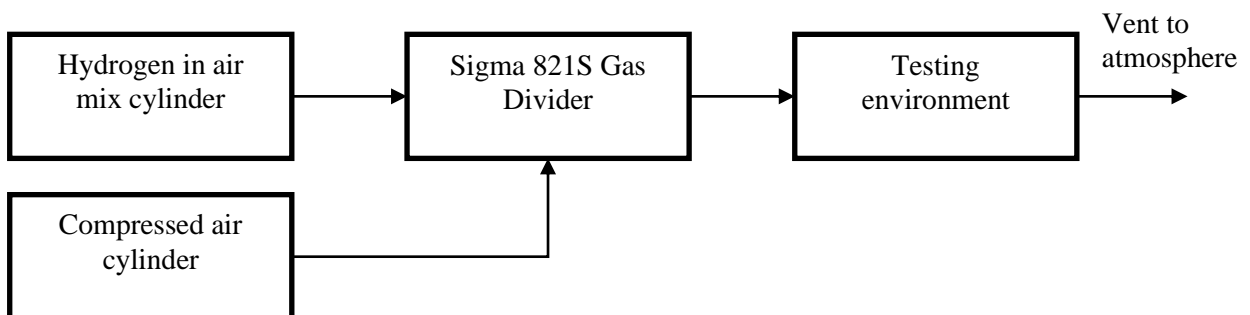 Hydrogen in air
mix cylinder
Sigma 821S Gas
Divider
Testing
environment
Vent to
atmosphere
Compressed air
cylinder